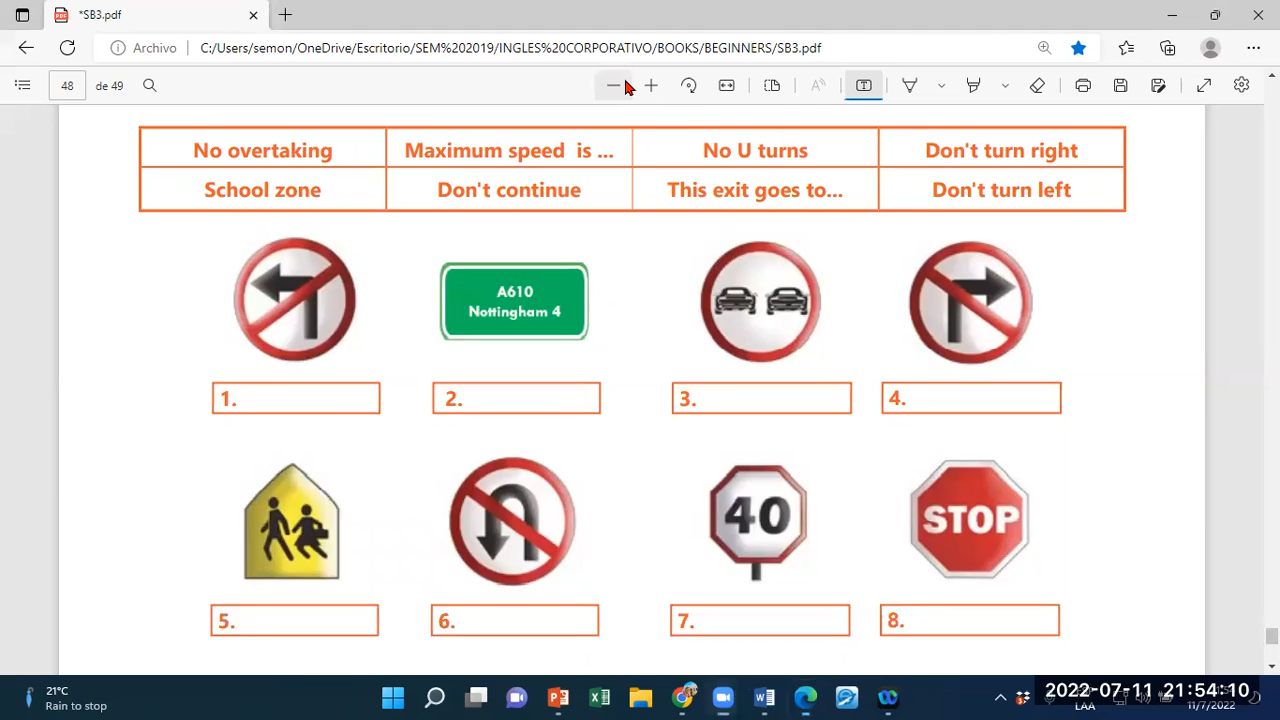 *SB3.pdf
Archivo C:/Users/semon/OneDrive/Escritorio/SEM%202019/INGLES%20CORPORATIVO/BOOKS/BEGINNERS/SB3.pdf
48 de 49
No overtaking Maximum speed is ... No U turns Don't turn right
School zone Don't continue This exit goes to... Don't turn left
A610
Nottingham 4
1. 2. 3. 4.
40 STOP
5. 6. 7. 8.
21°C
Rain to stop
LAA
2022-07-11 21:54:10
11/7/2022